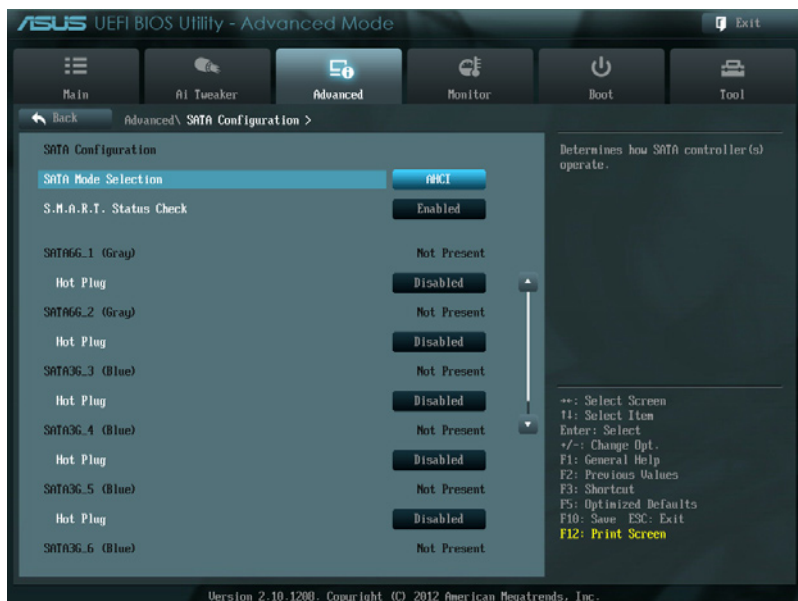 ASUS UEFI BIOS Utility - Advanced Mode
Exit
Main
Ai Tweaker
Advanced
Monitor
Boot
Tool
Back
Advanced\ SATA Configuration >
SATA Configuration
SATA Mode Selection AHCI
S.M.A.R.T. Status Check Enabled
SATA6G_1 (Gray) Not Present
Hot Plug Disabled
SATA6G_2 (Gray) Not Present
Hot Plug Disabled
SATA3G_3 (Blue) Not Present
Hot Plug Disabled
SATA3G_4 (Blue) Not Present
Hot Plug Disabled
SATA3G_5 (Blue) Not Present
Hot Plug Disabled
SATA3G_6 (Blue) Not Present
Determines how SATA controller(s)
operate.
→←: Select Screen
↑↓: Select Item
Enter: Select
+/-: Change Opt.
F1: General Help
F2: Previous Values
F3: Shortcut
F5: Optimized Defaults
F10: Save ESC: Exit
F12: Print Screen
Version 2.10.1208. Copyright (C) 2012 American Megatrends, Inc.